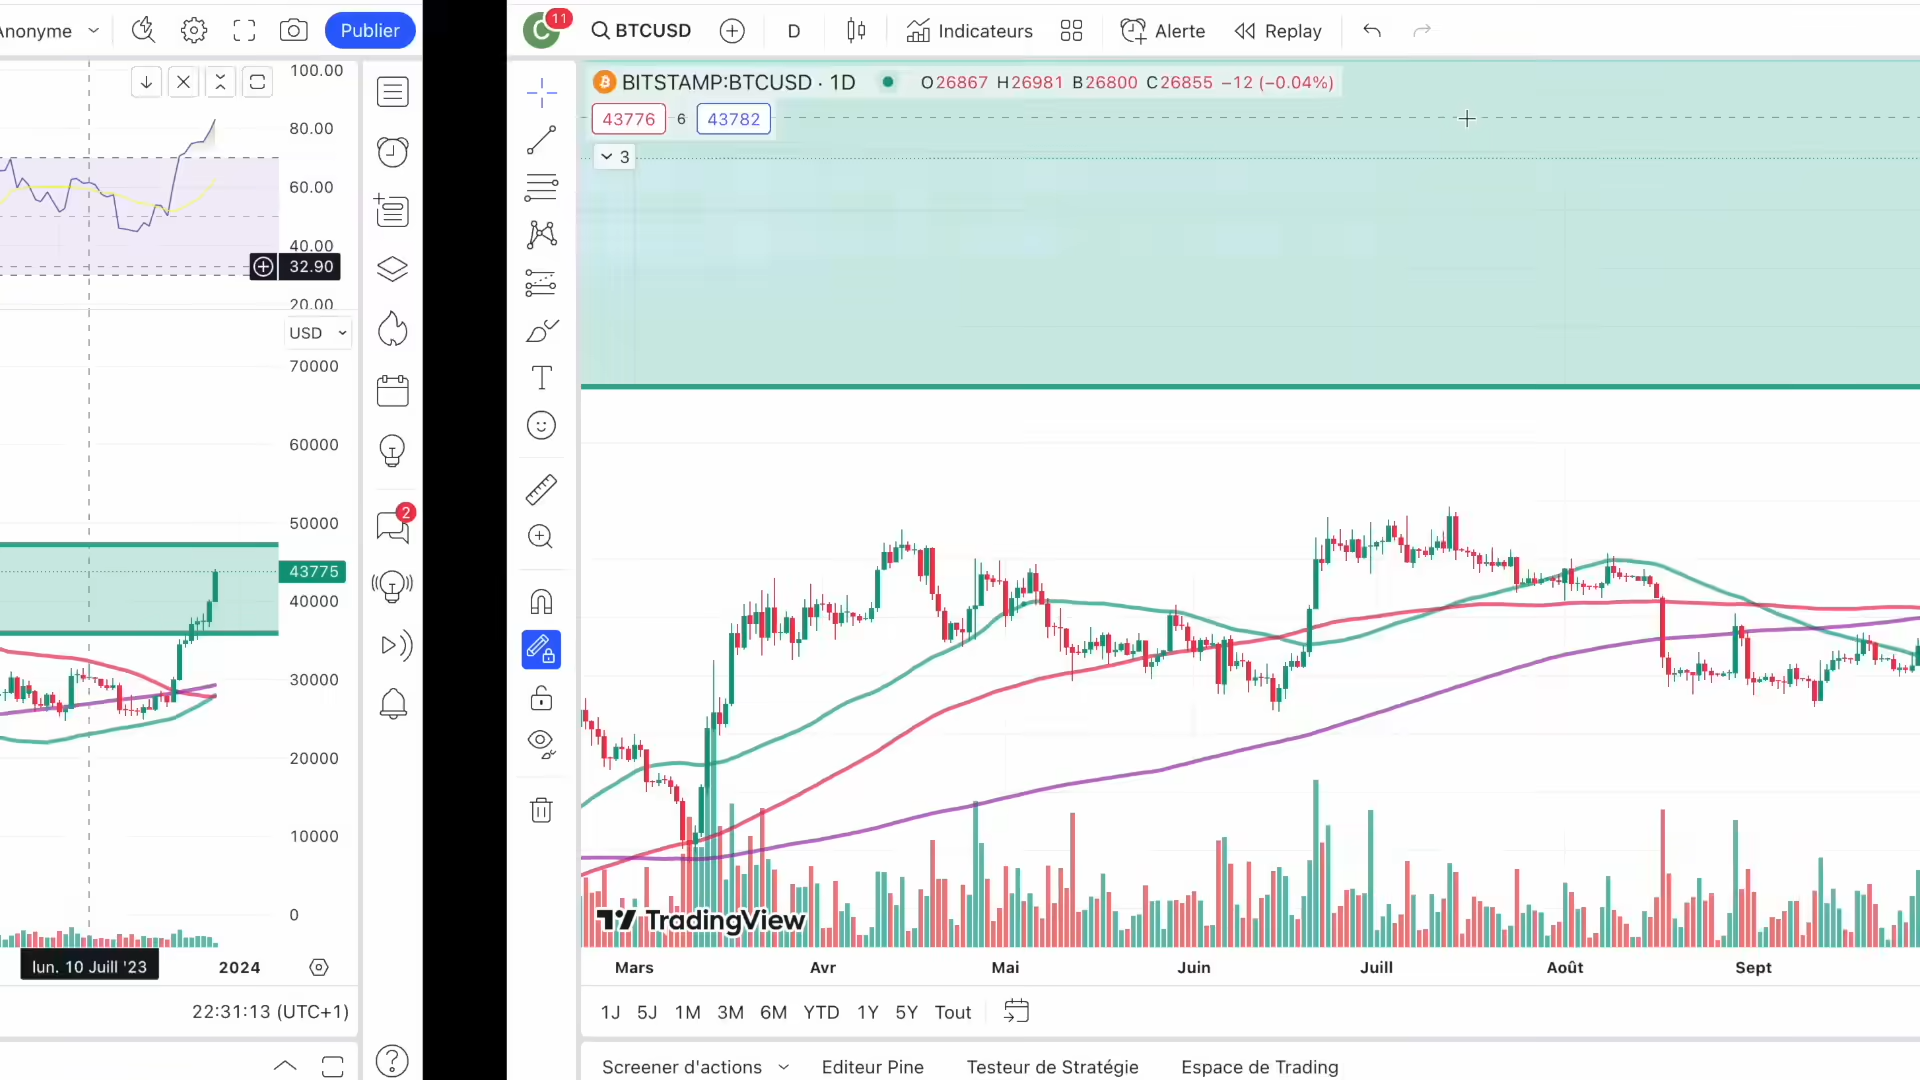 Anonyme
Publier
100.00
80.00
60.00
40.00
32.90
20.00
USD
70000
60000
50000
43775
40000
30000
20000
10000
0
lun. 10 Juill '23
2024
22:31:13 (UTC+1)
2
C
11
BTCUSD
D
Indicateurs
Alerte
Replay
BITSTAMP:BTCUSD · 1D
O26867 H26981 B26800 C26855 −12 (−0.04%)
43776 6 43782
3
TradingView
Mars Avr Mai Juin Juill Août Sept
1J 5J 1M 3M 6M YTD 1Y 5Y Tout
Screener d'actions Editeur Pine Testeur de Stratégie Espace de Trading